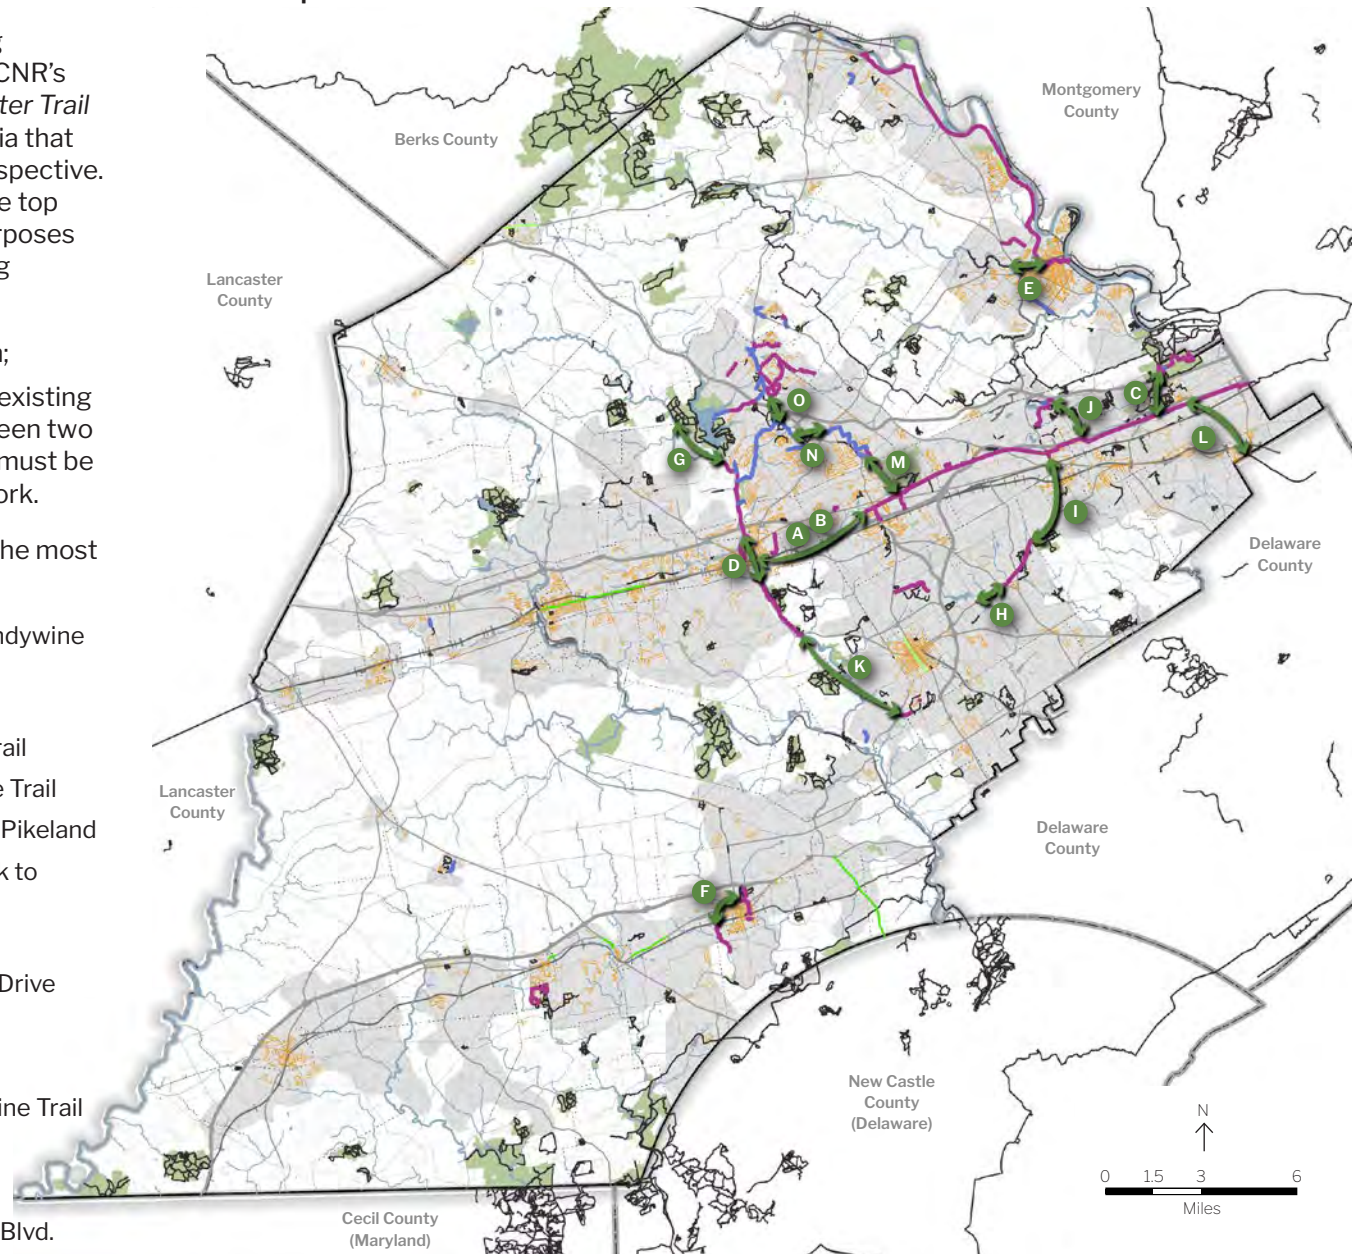 CNR's
ter Trail
ia that
spective.
e top
rposes
g
existing
een two
must be
ork.
he most
ndywine
rail
e Trail
Pikeland
k to
Drive
ine Trail
Blvd.
Berks County
Montgomery
County
Lancaster
County
E
O
J
C
L
G
N
M
A
B
I
D
Delaware
County
H
K
Lancaster
County
Delaware
County
F
New Castle
County
(Delaware)
Cecil County
(Maryland)
N
0 1.5 3 6
Miles